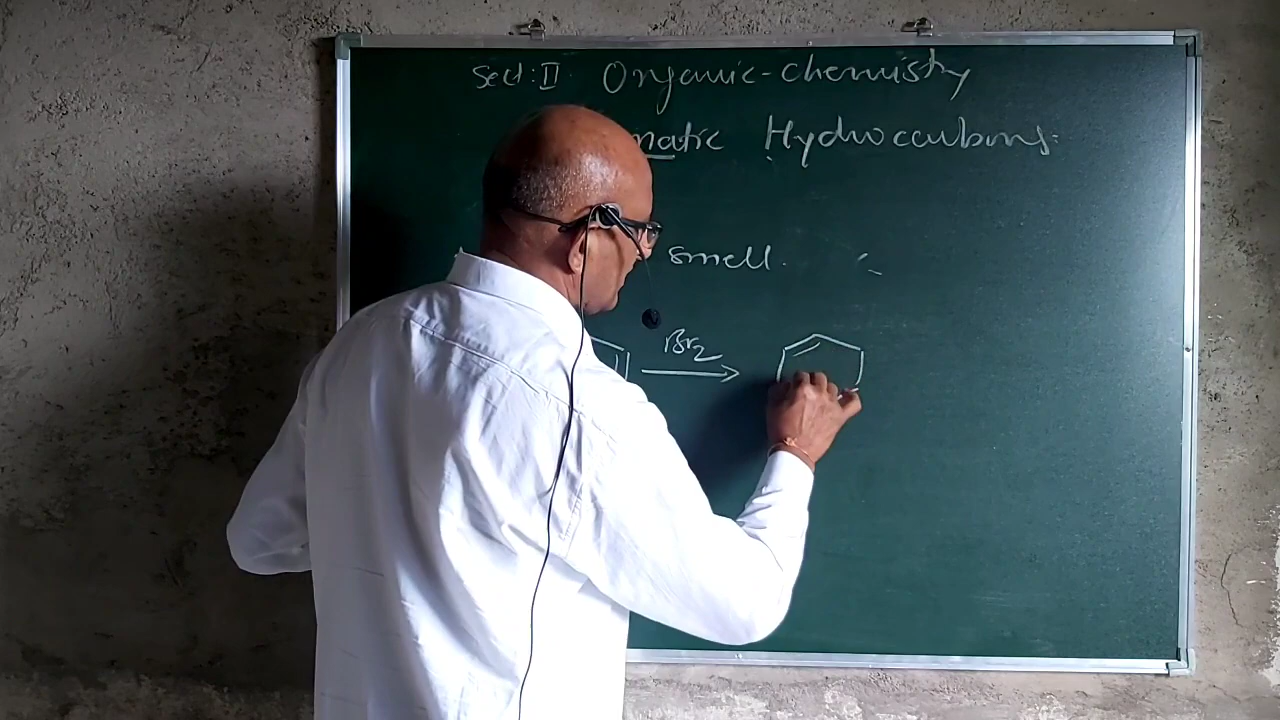 Sect: II Organic-chemistry
matic Hydrocarbons:
smell.
Br2